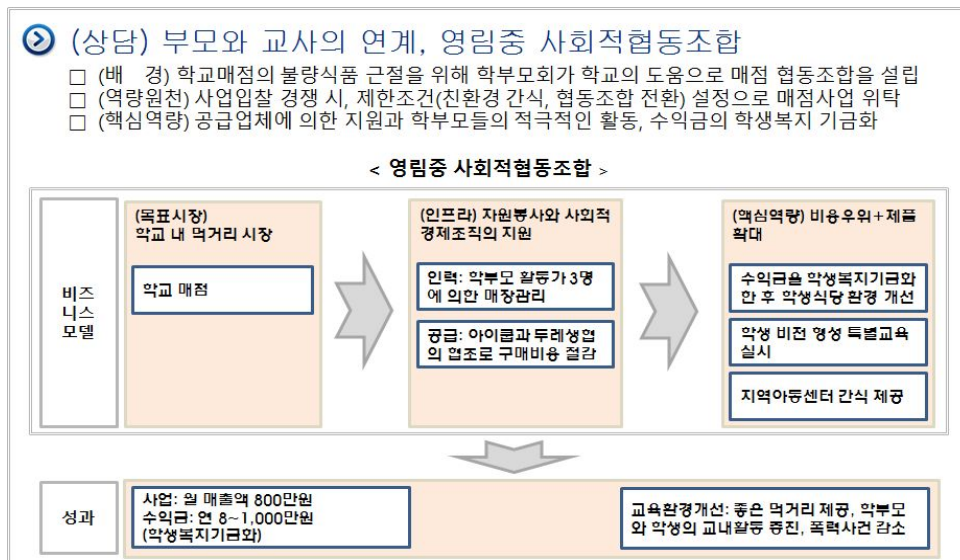 (상담) 부모와 교사의 연계, 영림중 사회적협동조합
□ (배 경) 학교매점의 불량식품 근절을 위해 학부모회가 학교의 도움으로 매점 협동조합을 설립
□ (역량원천) 사업입찰 경쟁 시, 제한조건(친환경 간식, 협동조합 전환) 설정으로 매점사업 위탁
□ (핵심역량) 공급업체에 의한 지원과 학부모들의 적극적인 활동, 수익금의 학생복지 기금화
< 영림중 사회적협동조합 >
비즈
니스
모델
(목표시장)
학교 내 먹거리 시장
학교 매점
(인프라) 자원봉사와 사회적
경제조직의 지원
인력: 학부모 활동가 3명
에 의한 매장관리
공급: 아이쿱과 두레생협
의 협조로 구매비용 절감
(핵심역량) 비용우위+제품
확대
수익금을 학생복지기금화
한 후 학생식당 환경 개선
학생 비전 형성 특별교육
실시
지역아동센터 간식 제공
성과
사업: 월 매출액 800만원
수익금: 연 8~1,000만원
(학생복지기금화)
교육환경개선: 좋은 먹거리 제공, 학부모
와 학생의 교내활동 증진, 폭력사건 감소